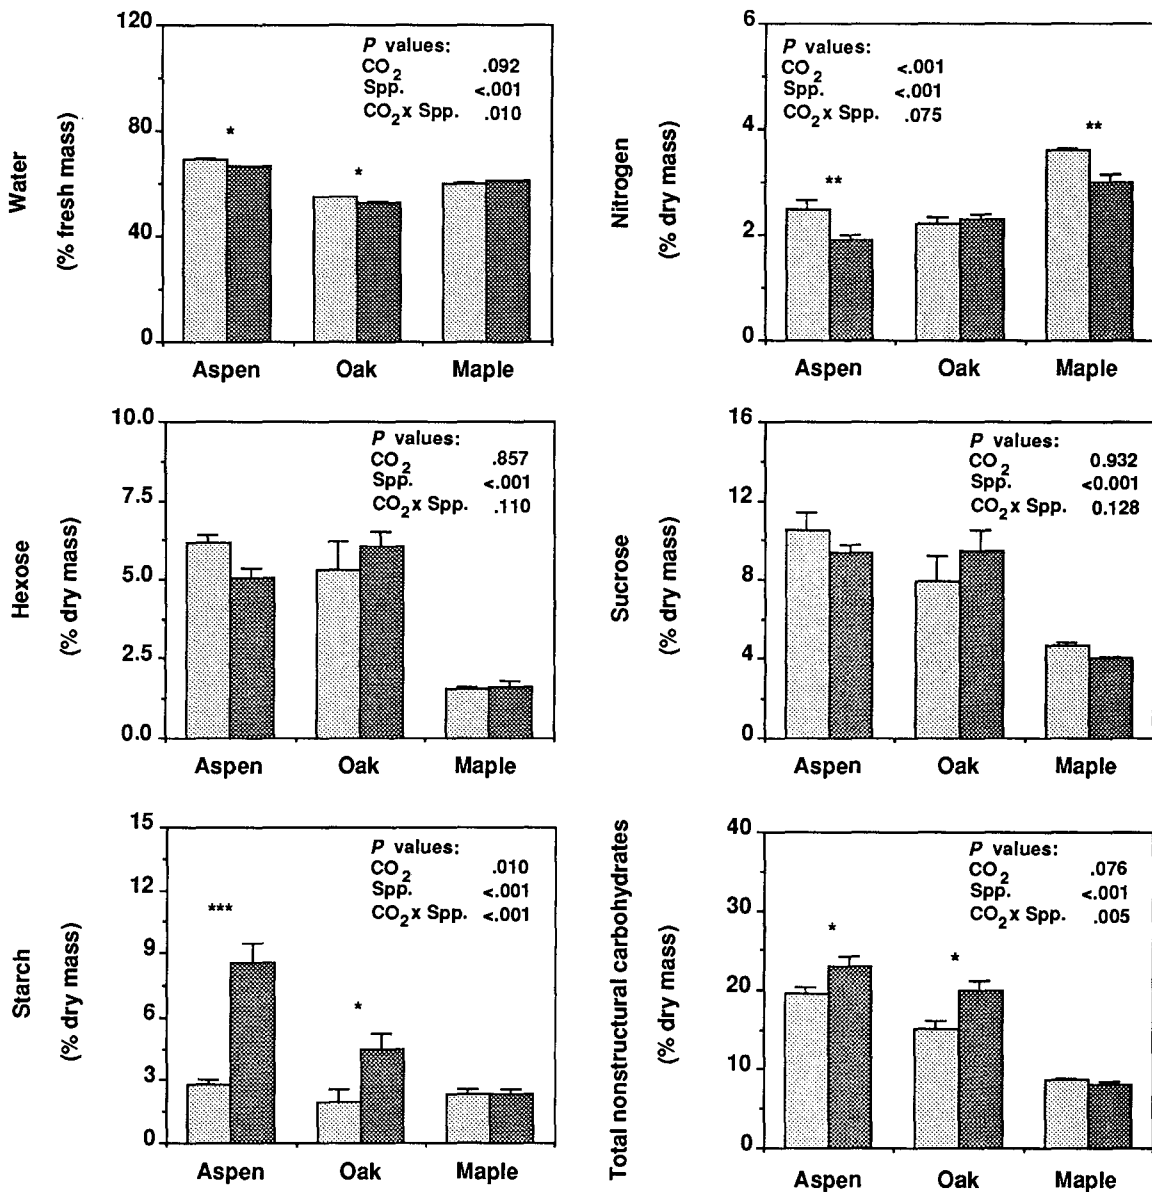 120
80
40
0
Water
(% fresh mass)
P values:
CO2 .092
Spp. <.001
CO2 x Spp. .010
*
*
Aspen Oak Maple
6
4
2
0
Nitrogen
(% dry mass)
P values:
CO2 <.001
Spp. <.001
CO2 x Spp. .075
**
**
Aspen Oak Maple
10.0
7.5
5.0
2.5
0.0
Hexose
(% dry mass)
P values:
CO2 .857
Spp. <.001
CO2 x Spp. .110
Aspen Oak Maple
16
12
8
4
0
Sucrose
(% dry mass)
P values:
CO2 0.932
Spp. <0.001
CO2 x Spp. 0.128
Aspen Oak Maple
15
12
9
6
3
0
Starch
(% dry mass)
P values:
CO2 .010
Spp. <.001
CO2 x Spp. <.001
***
*
Aspen Oak Maple
40
30
20
10
0
Total nonstructural carbohydrates
(% dry mass)
P values:
CO2 .076
Spp. <.001
CO2 x Spp. .005
*
*
Aspen Oak Maple